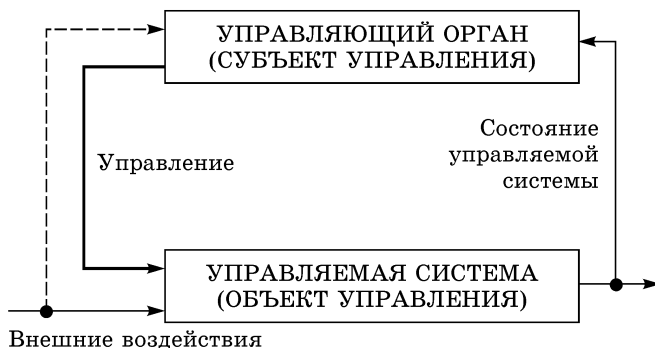 УПРАВЛЯЮЩИЙ ОРГАН
(СУБЪЕКТ УПРАВЛЕНИЯ)
Состояние
управляемой
системы
Управление
УПРАВЛЯЕМАЯ СИСТЕМА
(ОБЪЕКТ УПРАВЛЕНИЯ)
Внешние воздействия